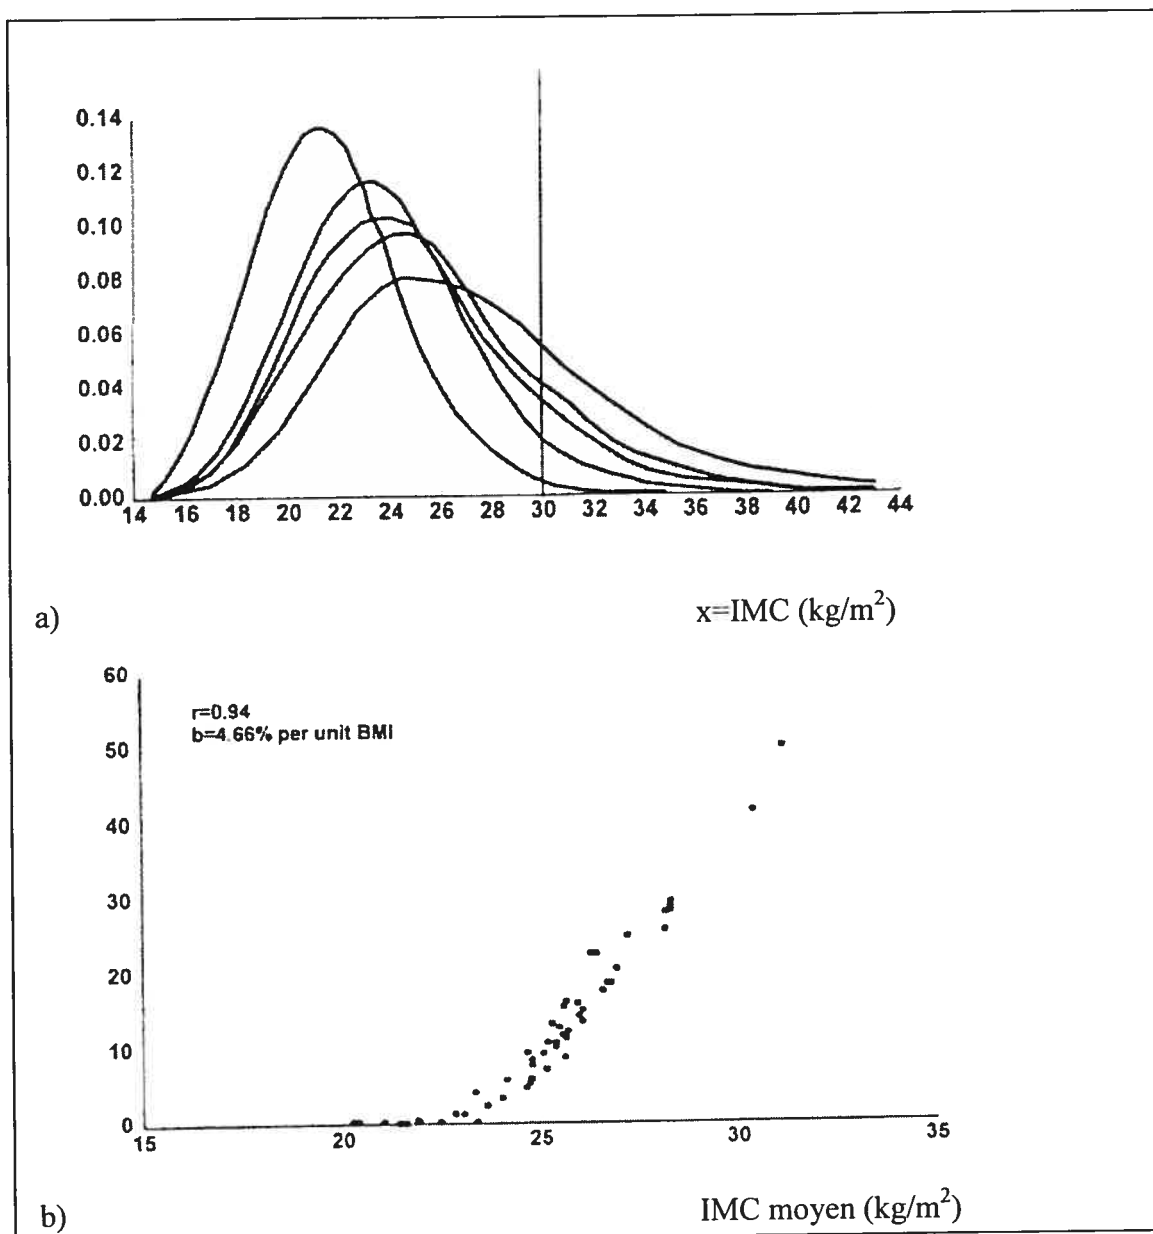 0.14
0.12
0.10
0.08
0.06
0.04
0.02
0.00
14 16 18 20 22 24 26 28 30 32 34 36 38 40 42 44
a)
x=IMC (kg/m²)
60
r=0.94
b=4.66% per unit BMI
50
40
30
20
10
0
15 20 25 30 35
b)
IMC moyen (kg/m²)